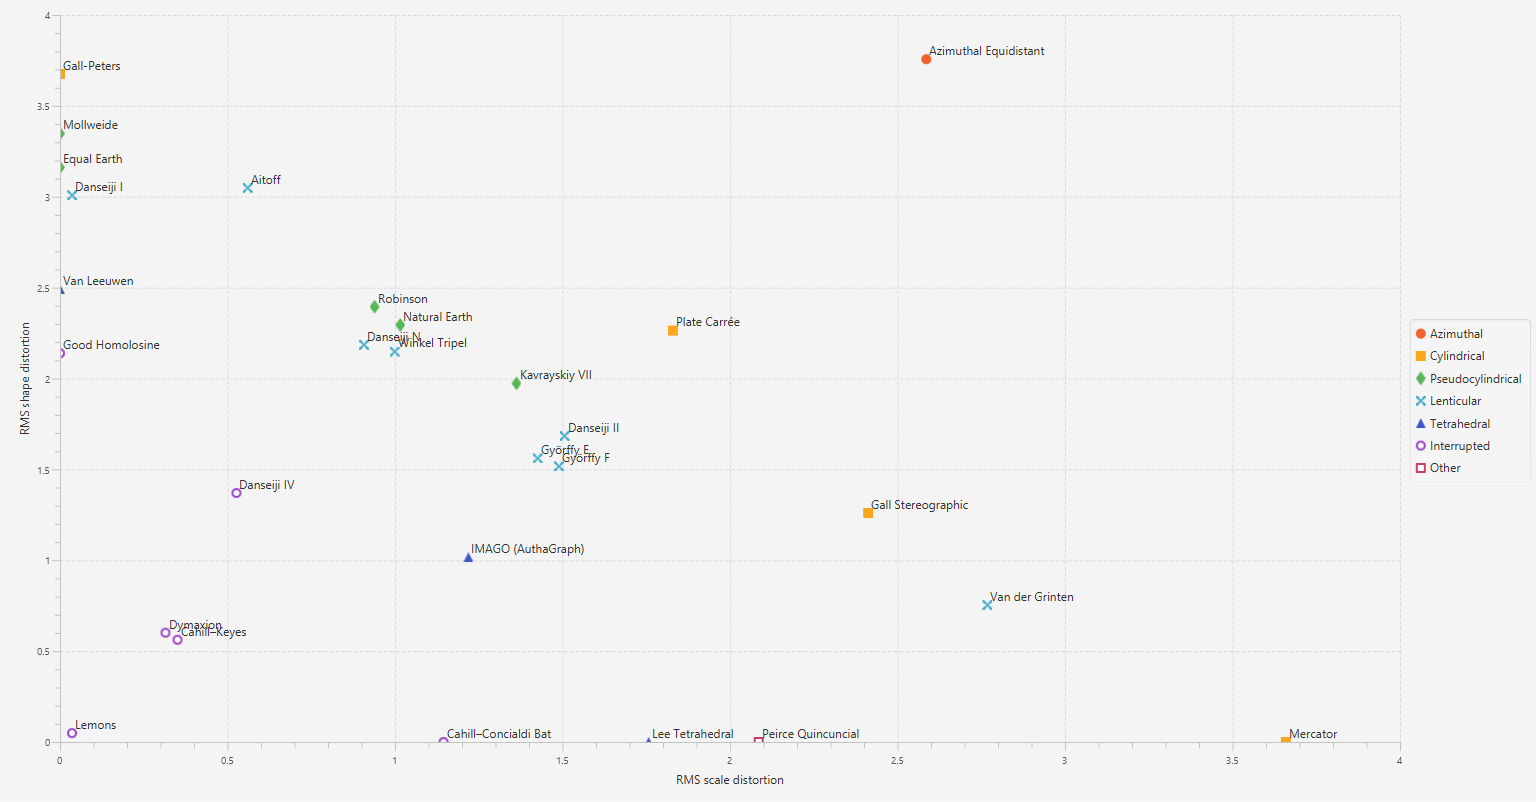 4
Azimuthal Equidistant
Gall-Peters
3.5
Mollweide
Equal Earth
Danseiji I
Aitoff
3
Van Leeuwen
2.5
Robinson
Natural Earth
Plate Carrée
Danseiji N
Winkel Tripel
Good Homolosine
2
Kavrayskiy VII
Danseiji II
Györffy E
Györffy F
1.5
Danseiji IV
Gall Stereographic
IMAGO (AuthaGraph)
1
Van der Grinten
Dymaxion
Cahill–Keyes
0.5
Lemons
Cahill–Concialdi Bat
Lee Tetrahedral
Peirce Quincuncial
Mercator
0
0 0.5 1 1.5 2 2.5 3 3.5 4
RMS scale distortion
RMS shape distortion
Azimuthal
Cylindrical
Pseudocylindrical
Lenticular
Tetrahedral
Interrupted
Other